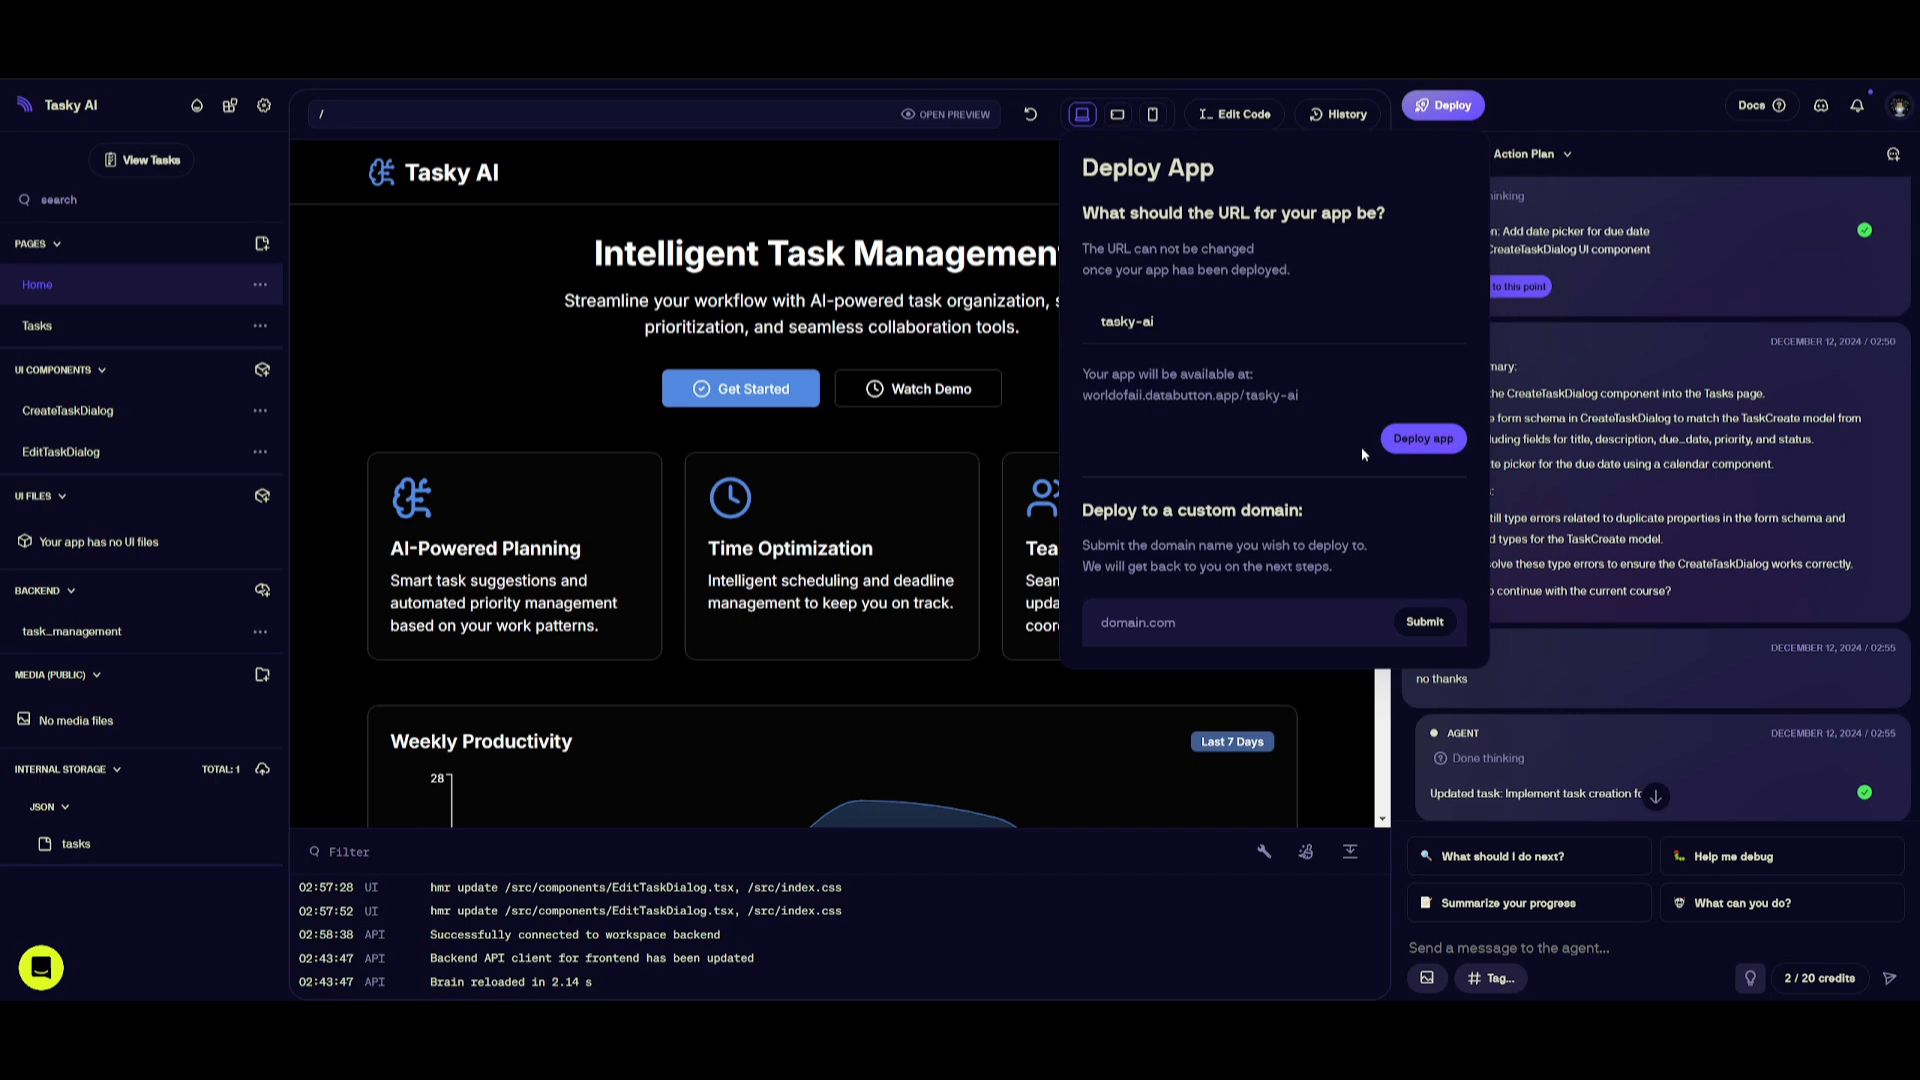 Tasky AI
View Tasks
search
PAGES
Home
Tasks
UI COMPONENTS
CreateTaskDialog
EditTaskDialog
UI FILES
Your app has no UI files
BACKEND
task_management
MEDIA (PUBLIC)
No media files
INTERNAL STORAGE TOTAL: 1
JSON
tasks
/ OPEN PREVIEW
Edit Code
History
Deploy
Docs
Tasky AI
Intelligent Task Managemen
Streamline your workflow with AI-powered task organization, s
prioritization, and seamless collaboration tools.
Get Started
Watch Demo
AI-Powered Planning
Smart task suggestions and
automated priority management
based on your work patterns.
Time Optimization
Intelligent scheduling and deadline
management to keep you on track.
Tea
Sean
upda
coor
Weekly Productivity
Last 7 Days
28
Deploy App
What should the URL for your app be?
The URL can not be changed
once your app has been deployed.
tasky-ai
Your app will be available at:
worldofaii.databutton.app/tasky-ai
Deploy app
Deploy to a custom domain:
Submit the domain name you wish to deploy to.
We will get back to you on the next steps.
domain.com
Submit
Filter
02:57:28 UI hmr update /src/components/EditTaskDialog.tsx, /src/index.css
02:57:52 UI hmr update /src/components/EditTaskDialog.tsx, /src/index.css
02:58:38 API Successfully connected to workspace backend
02:43:47 API Backend API client for frontend has been updated
02:43:47 API Brain reloaded in 2.14 s
Action Plan
inking
n: Add date picker for due date
CreateTaskDialog UI component
to this point
DECEMBER 12, 2024 / 02:50
nary:
he CreateTaskDialog component into the Tasks page.
form schema in CreateTaskDialog to match the TaskCreate model from
luding fields for title, description, due_date, priority, and status.
te picker for the due date using a calendar component.
s:
till type errors related to duplicate properties in the form schema and
d types for the TaskCreate model.
olve these type errors to ensure the CreateTaskDialog works correctly.
o continue with the current course?
DECEMBER 12, 2024 / 02:55
no thanks
AGENT
DECEMBER 12, 2024 / 02:55
Done thinking
Updated task: Implement task creation fo
What should I do next?
Help me debug
Summarize your progress
What can you do?
Send a message to the agent...
Tag...
2 / 20 credits